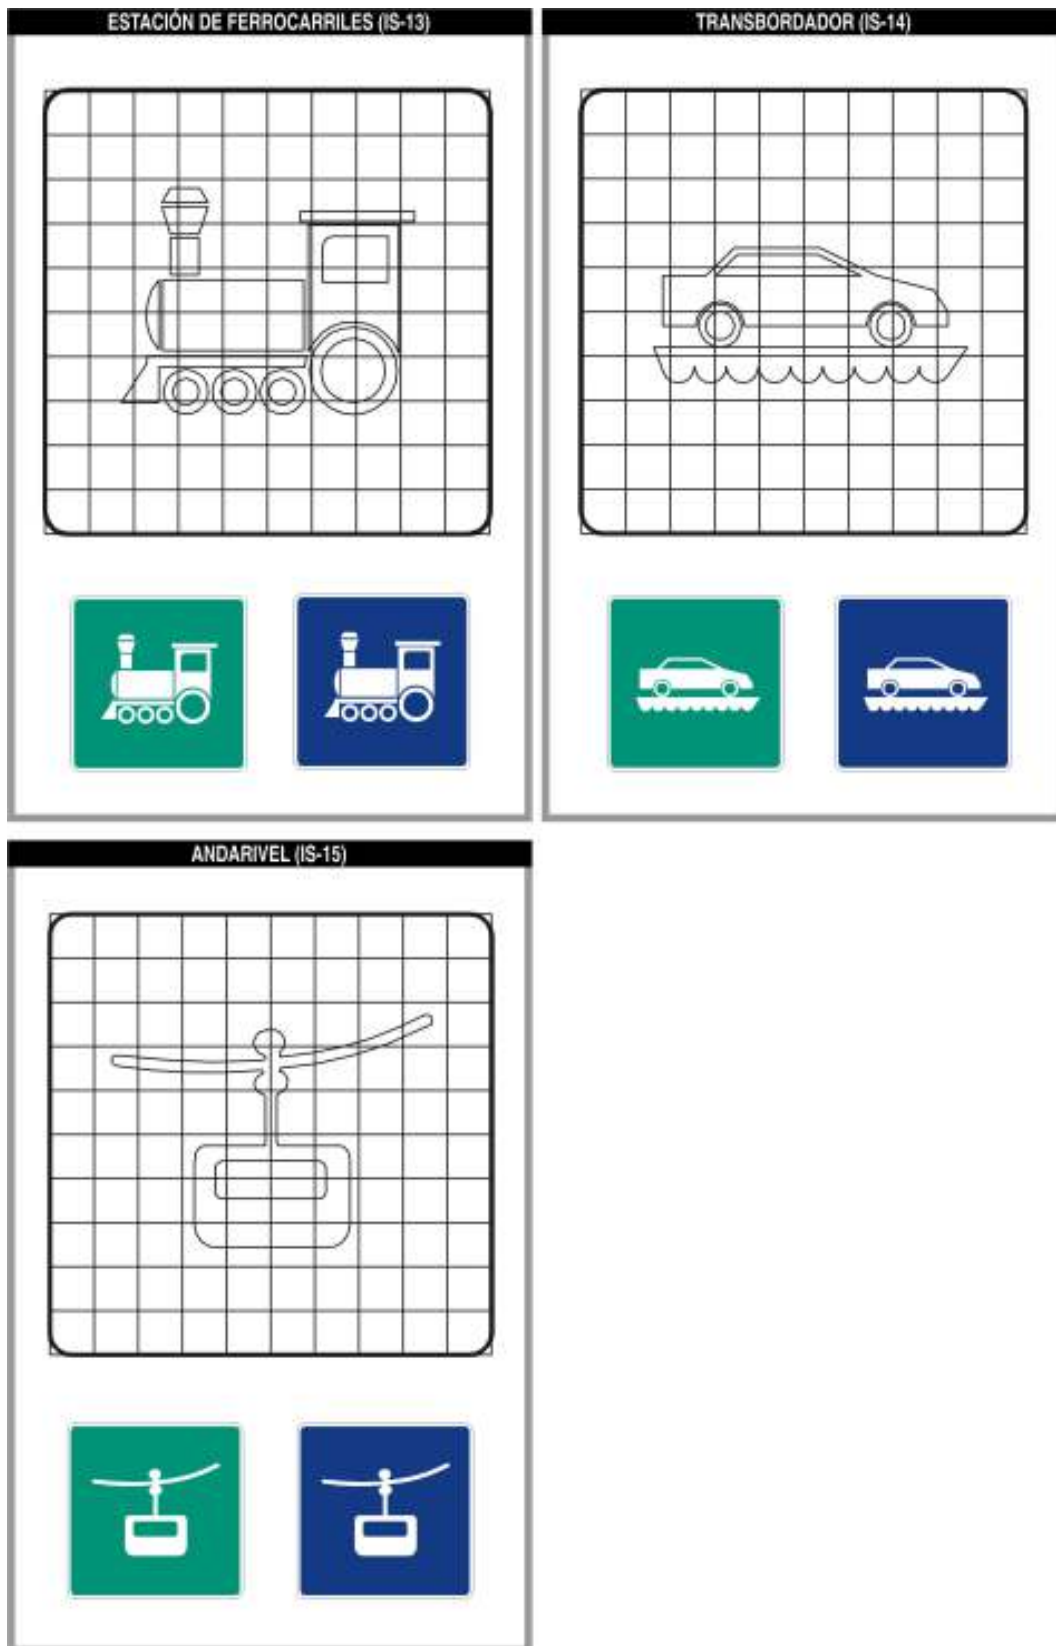 ESTACIÓN DE FERROCARRILES (IS-13)
TRANSBORDADOR (IS-14)
ANDARIVEL (IS-15)